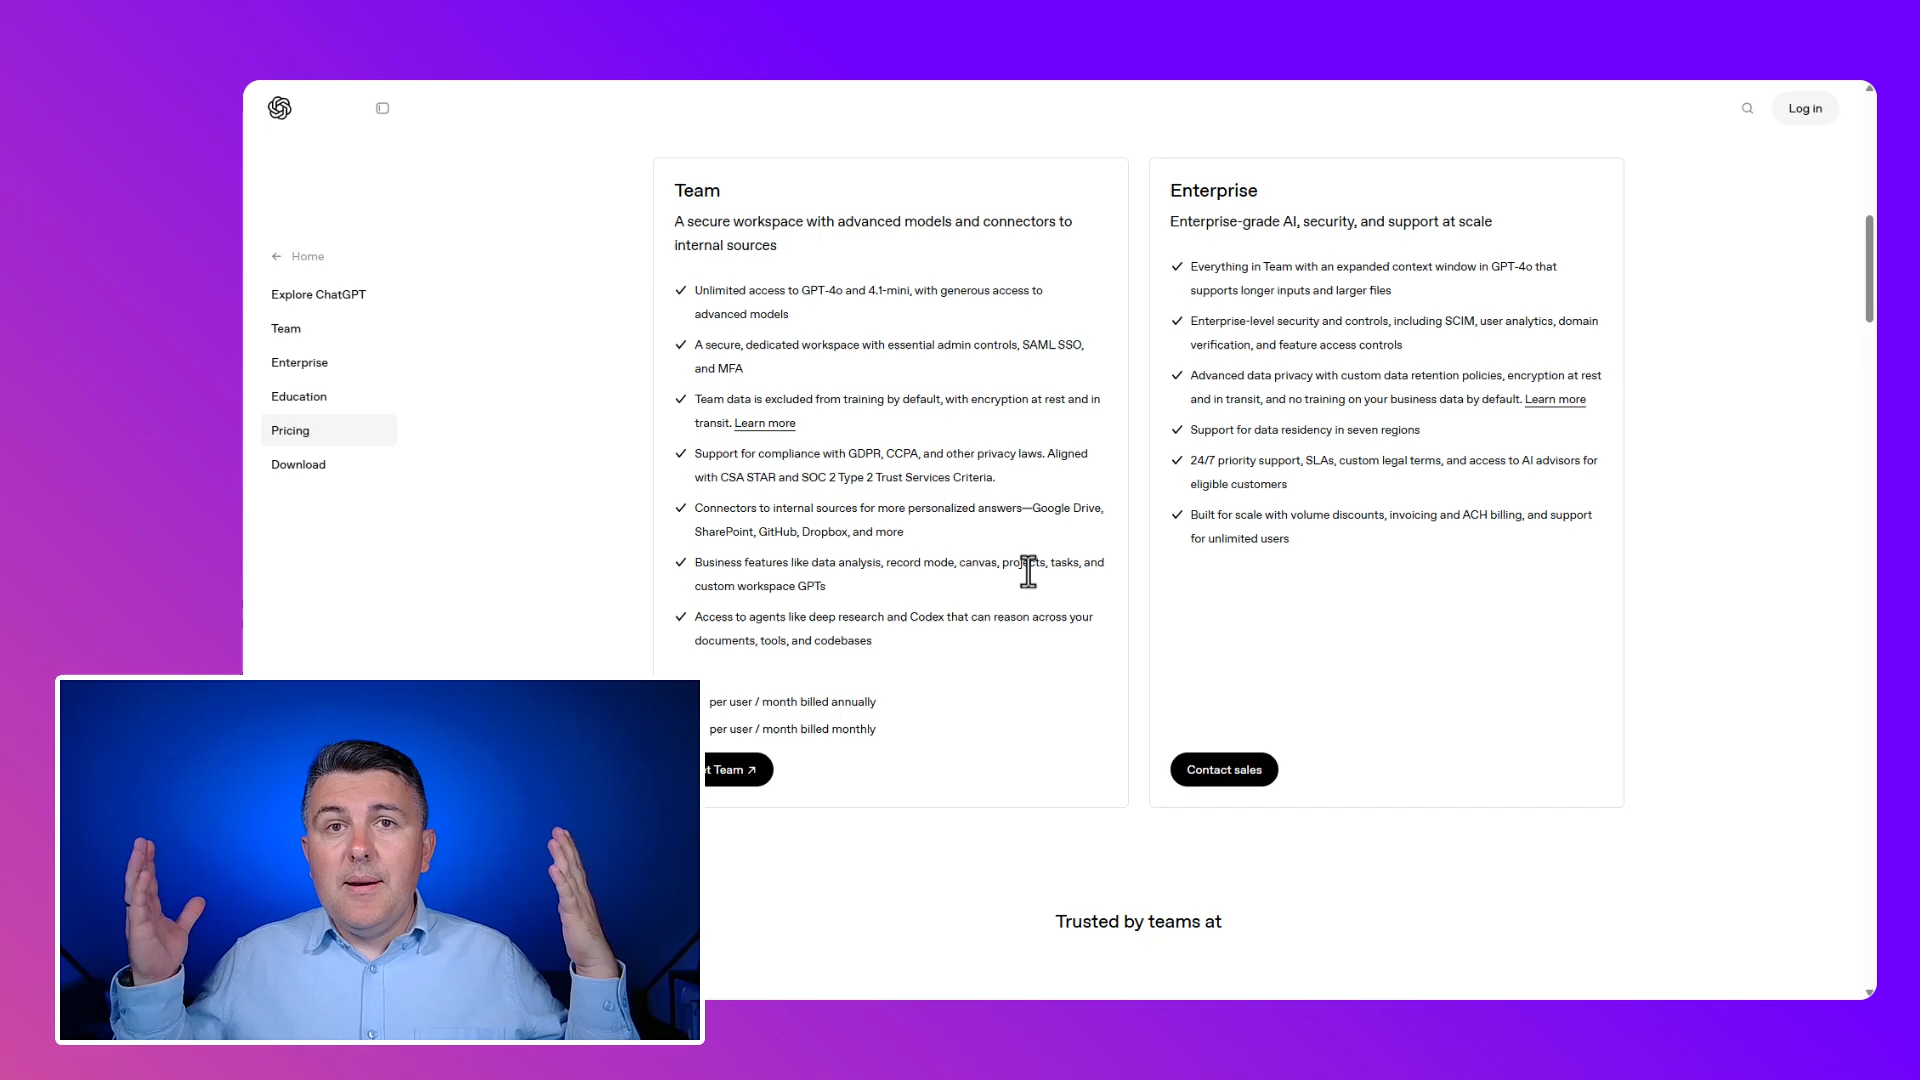 Log in
Home
Explore ChatGPT
Team
Enterprise
Education
Pricing
Download
Team
A secure workspace with advanced models and connectors to
internal sources
Unlimited access to GPT-4o and 4.1-mini, with generous access to
advanced models
A secure, dedicated workspace with essential admin controls, SAML SSO,
and MFA
Team data is excluded from training by default, with encryption at rest and in
transit. Learn more
Support for compliance with GDPR, CCPA, and other privacy laws. Aligned
with CSA STAR and SOC 2 Type 2 Trust Services Criteria.
Connectors to internal sources for more personalized answers—Google Drive,
SharePoint, GitHub, Dropbox, and more
Business features like data analysis, record mode, canvas, projects, tasks, and
custom workspace GPTs
Access to agents like deep research and Codex that can reason across your
documents, tools, and codebases
per user / month billed annually
per user / month billed monthly
Team
Enterprise
Enterprise-grade AI, security, and support at scale
Everything in Team with an expanded context window in GPT-4o that
supports longer inputs and larger files
Enterprise-level security and controls, including SCIM, user analytics, domain
verification, and feature access controls
Advanced data privacy with custom data retention policies, encryption at rest
and in transit, and no training on your business data by default. Learn more
Support for data residency in seven regions
24/7 priority support, SLAs, custom legal terms, and access to AI advisors for
eligible customers
Built for scale with volume discounts, invoicing and ACH billing, and support
for unlimited users
Contact sales
Trusted by teams at